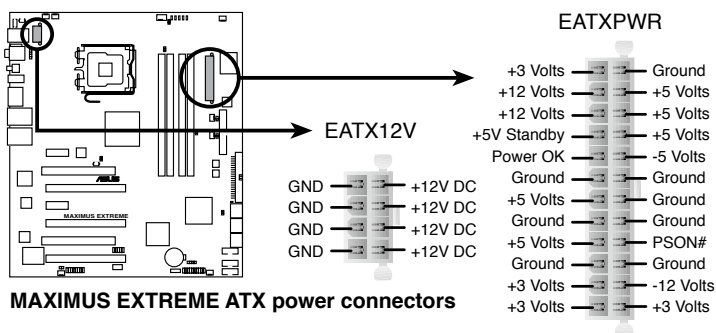 EATXPWR
+3 Volts Ground
+12 Volts +5 Volts
+12 Volts +5 Volts
+5V Standby +5 Volts
Power OK -5 Volts
Ground Ground
+5 Volts Ground
Ground Ground
+5 Volts PSON#
Ground Ground
+3 Volts -12 Volts
+3 Volts +3 Volts
EATX12V
GND +12V DC
GND +12V DC
GND +12V DC
GND +12V DC
ASUS
MAXIMUS EXTREME
MAXIMUS EXTREME ATX power connectors